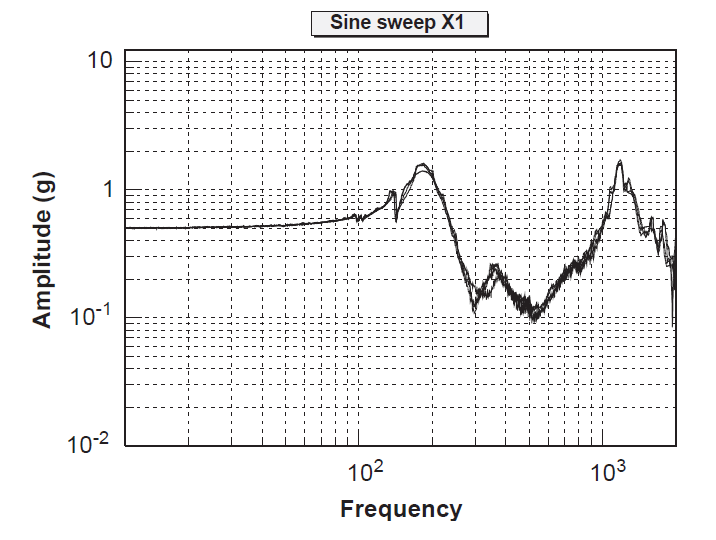 Sine sweep X1
10
1
10⁻¹
10⁻²
Amplitude (g)
10²
10³
Frequency